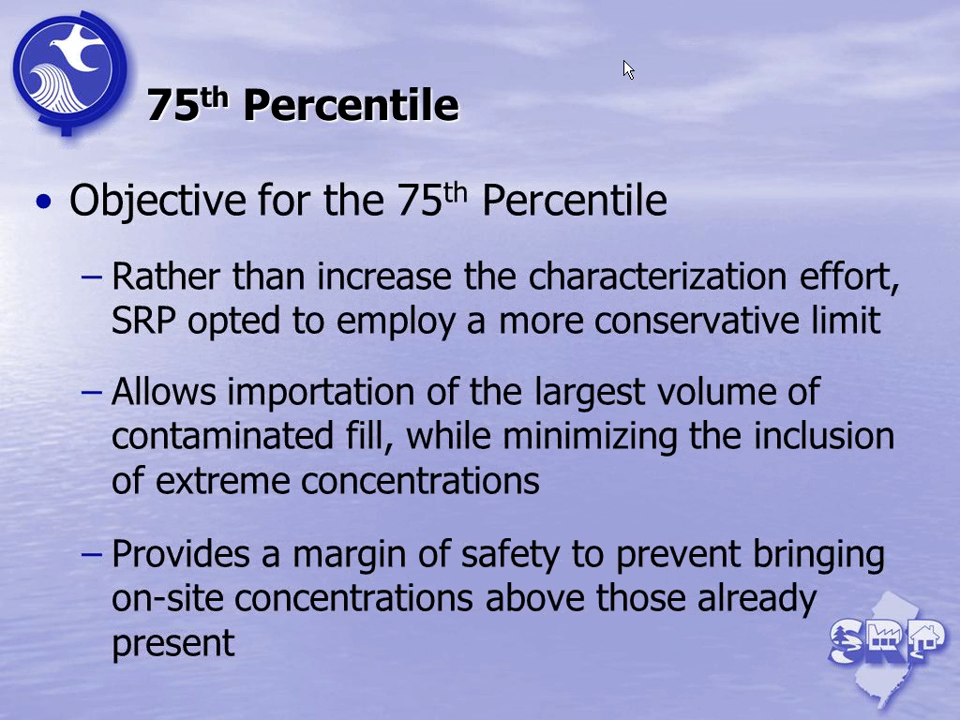 75th Percentile
• Objective for the 75th Percentile
– Rather than increase the characterization effort,
SRP opted to employ a more conservative limit
– Allows importation of the largest volume of
contaminated fill, while minimizing the inclusion
of extreme concentrations
– Provides a margin of safety to prevent bringing
on-site concentrations above those already
present
SRP